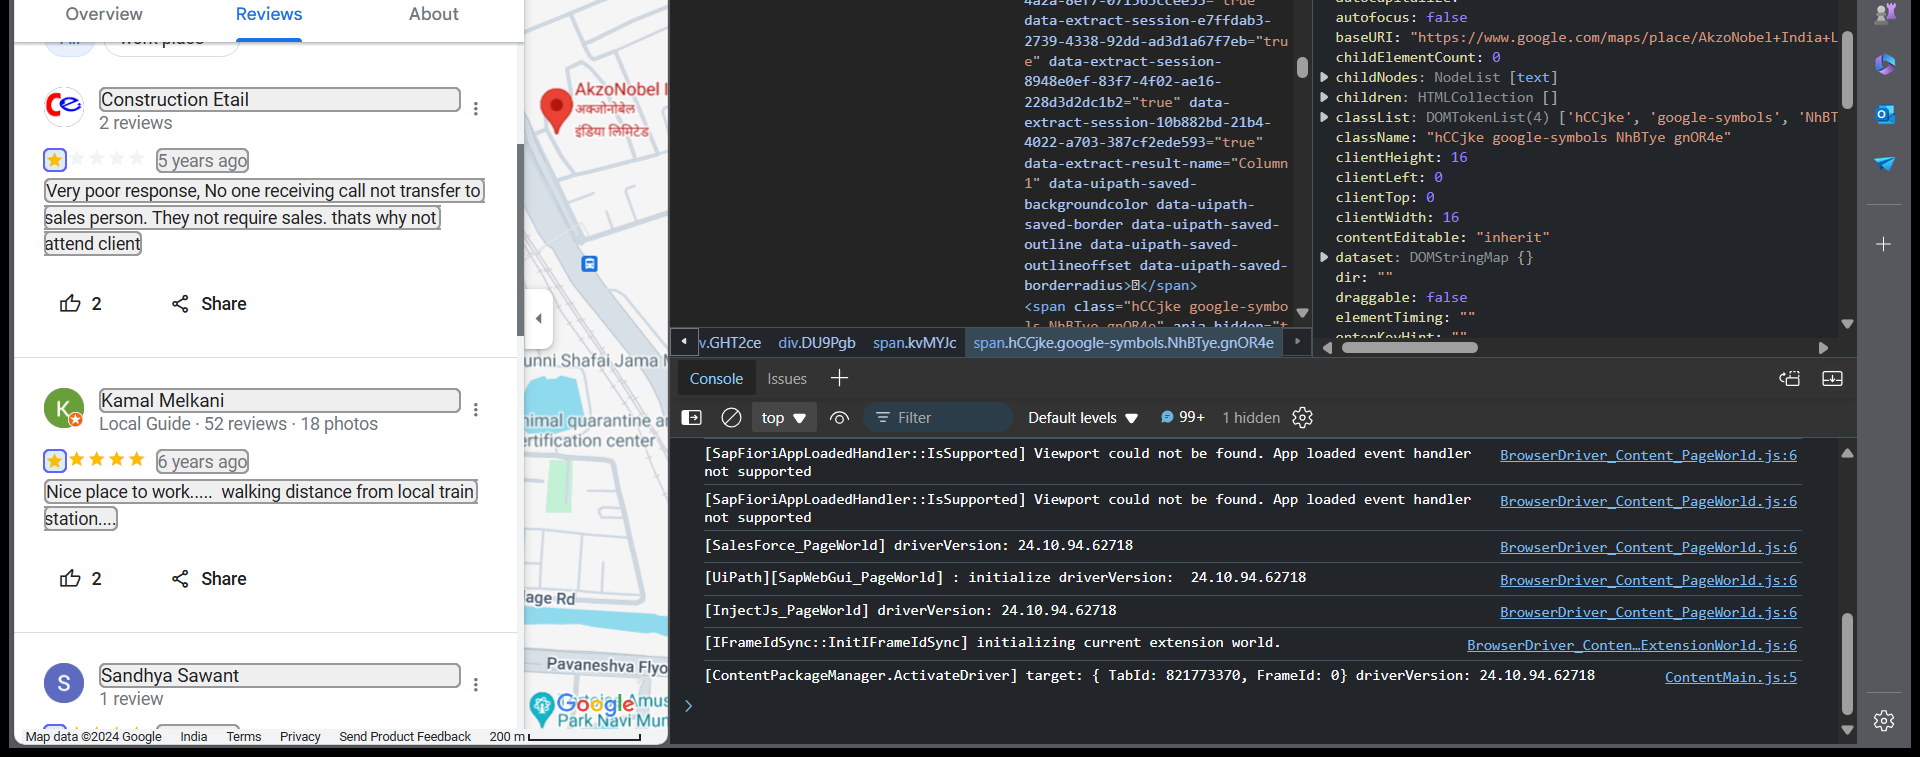 Overview
Reviews
About
Construction Etail
2 reviews
5 years ago
Very poor response, No one receiving call not transfer to
sales person. They not require sales. thats why not
attend client
2
Share
Kamal Melkani
Local Guide · 52 reviews · 18 photos
6 years ago
Nice place to work..... walking distance from local train
station....
2
Share
Sandhya Sawant
1 review
AkzoNobel I
अक्जोनोबेल
इंडिया लिमिटेड
unni Shafai Jama M
nimal quarantine a
ertification center
age Rd
Pavaneshva Flyo
Google
Park Navi Mum
Map data ©2024 Google
India
Terms
Privacy
Send Product Feedback
200 m
data-extract-session-e7ffdab3-
2739-4338-92dd-ad3d1a67f7eb="tru
e" data-extract-session-
8948e0ef-83f7-4f02-ae16-
228d3d2dc1b2="true" data-
extract-session-10b882bd-21b4-
4022-a703-387cf2ede593="true"
data-extract-result-name="Column
1" data-uipath-saved-
backgroundcolor data-uipath-
saved-border data-uipath-saved-
outline data-uipath-saved-
outlineoffset data-uipath-saved-
borderradius></span>
<span class="hCCjke google-symbo
ls NhBTye gnOR4e" aria-hidden="t
v.GHT2ce
div.DU9Pgb
span.kvMYJc
span.hCCjke.google-symbols.NhBTye.gnOR4e
autofocus: false
baseURI: "https://www.google.com/maps/place/AkzoNobel+India+L
childElementCount: 0
childNodes: NodeList [text]
children: HTMLCollection []
classList: DOMTokenList(4) ['hCCjke', 'google-symbols', 'NhBT
className: "hCCjke google-symbols NhBTye gnOR4e"
clientHeight: 16
clientLeft: 0
clientTop: 0
clientWidth: 16
contentEditable: "inherit"
dataset: DOMStringMap {}
dir: ""
draggable: false
elementTiming: ""
enterKeyHint: ""
Console
Issues
top
Filter
Default levels
99+
1 hidden
[SapFioriAppLoadedHandler::IsSupported] Viewport could not be found. App loaded event handler
not supported
BrowserDriver_Content_PageWorld.js:6
[SapFioriAppLoadedHandler::IsSupported] Viewport could not be found. App loaded event handler
not supported
BrowserDriver_Content_PageWorld.js:6
[SalesForce_PageWorld] driverVersion: 24.10.94.62718
BrowserDriver_Content_PageWorld.js:6
[UiPath][SapWebGui_PageWorld] : initialize driverVersion: 24.10.94.62718
BrowserDriver_Content_PageWorld.js:6
[InjectJs_PageWorld] driverVersion: 24.10.94.62718
BrowserDriver_Content_PageWorld.js:6
[IFrameIdSync::InitIFrameIdSync] initializing current extension world.
BrowserDriver_Conten…ExtensionWorld.js:6
[ContentPackageManager.ActivateDriver] target: { TabId: 821773370, FrameId: 0} driverVersion: 24.10.94.62718
ContentMain.js:5